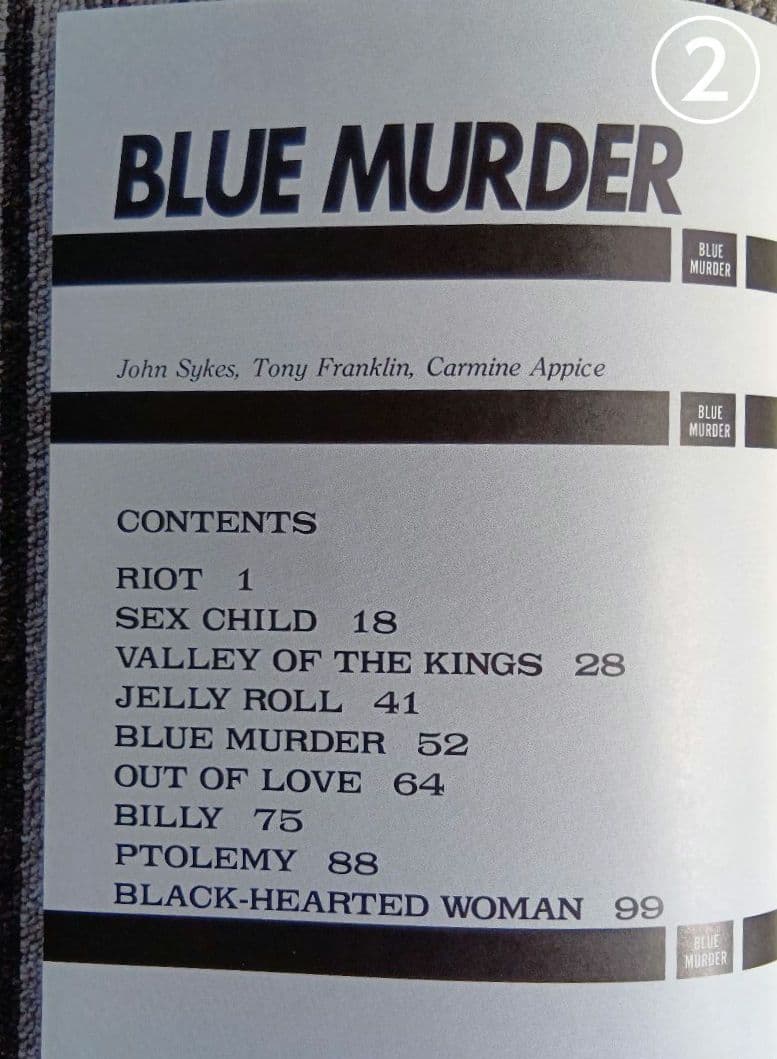 ②
BLUE MURDER
BLUE
MURDER
John Sykes, Tony Franklin, Carmine Appice
BLUE
MURDER
CONTENTS
RIOT 1
SEX CHILD 18
VALLEY OF THE KINGS 28
JELLY ROLL 41
BLUE MURDER 52
OUT OF LOVE 64
BILLY 75
PTOLEMY 88
BLACK-HEARTED WOMAN 99
BLUE
MURDER